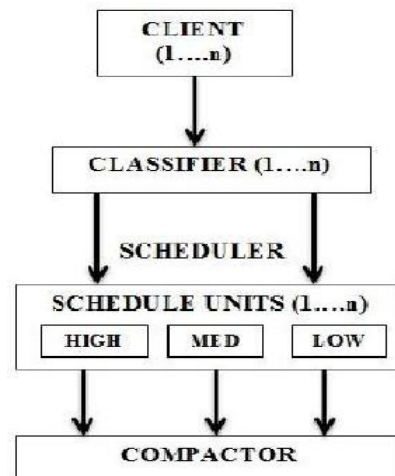 CLIENT
(1....n)
CLASSIFIER (1....n)
SCHEDULER
SCHEDULE UNITS (1....n)
HIGH MED LOW
COMPACTOR